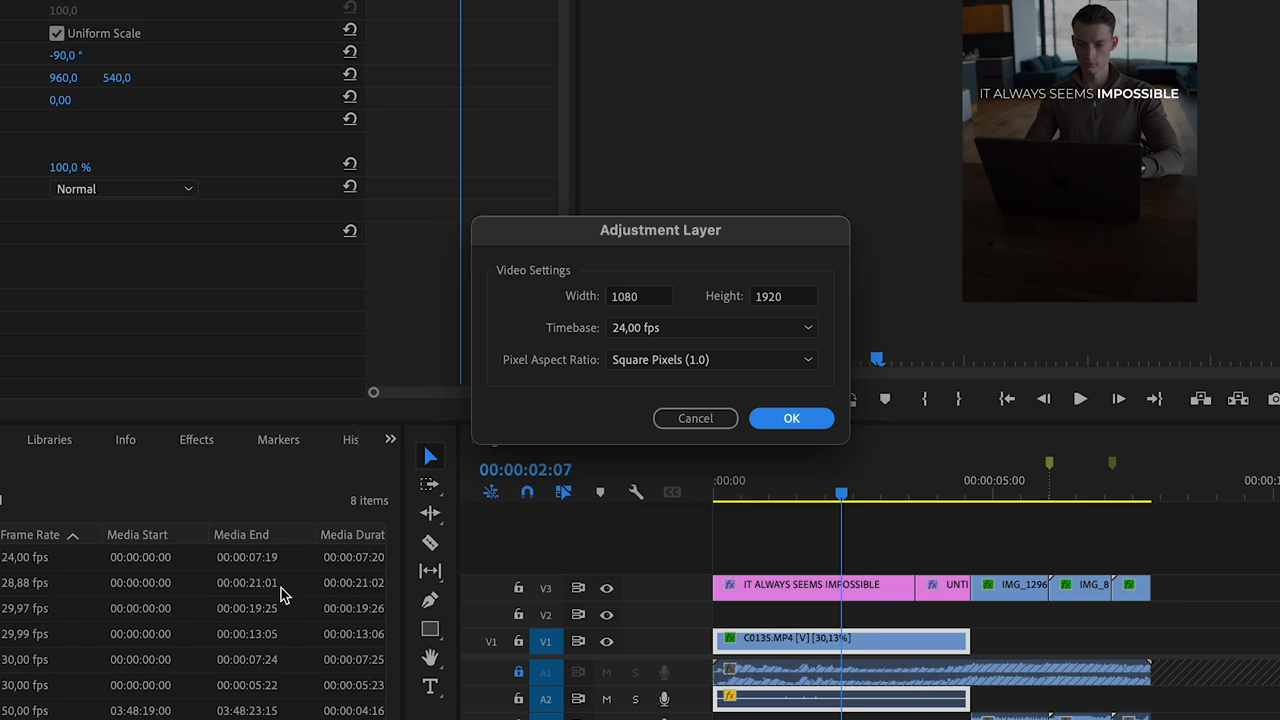 100,0
Uniform Scale
-90,0 °
960,0 540,0
0,00
100,0 %
Normal
IT ALWAYS SEEMS IMPOSSIBLE
Adjustment Layer
Video Settings
Width: 1080 Height: 1920
Timebase: 24,00 fps
Pixel Aspect Ratio: Square Pixels (1.0)
Cancel OK
Libraries Info Effects Markers His
8 items
Frame Rate Media Start Media End Media Durat
24,00 fps 00:00:00:00 00:00:07:19 00:00:07:20
28,88 fps 00:00:00:00 00:00:21:01 00:00:21:02
29,97 fps 00:00:00:00 00:00:19:25 00:00:19:26
29,99 fps 00:00:00:00 00:00:13:05 00:00:13:06
30,00 fps 00:00:00:00 00:00:07:24 00:00:07:25
30,00 fps 00:00:00:00 00:00:05:22 00:00:05:23
50,00 fps 03:48:19:00 03:48:23:15 00:00:04:16
00:00:02:07
:00:00 00:00:05:00 00:00:1
V3 IT ALWAYS SEEMS IMPOSSIBLE UNTI IMG_1296 IMG_8
V2
V1 V1 C0135.MP4 [V] [30,13%]
A1 M S
A2 M S